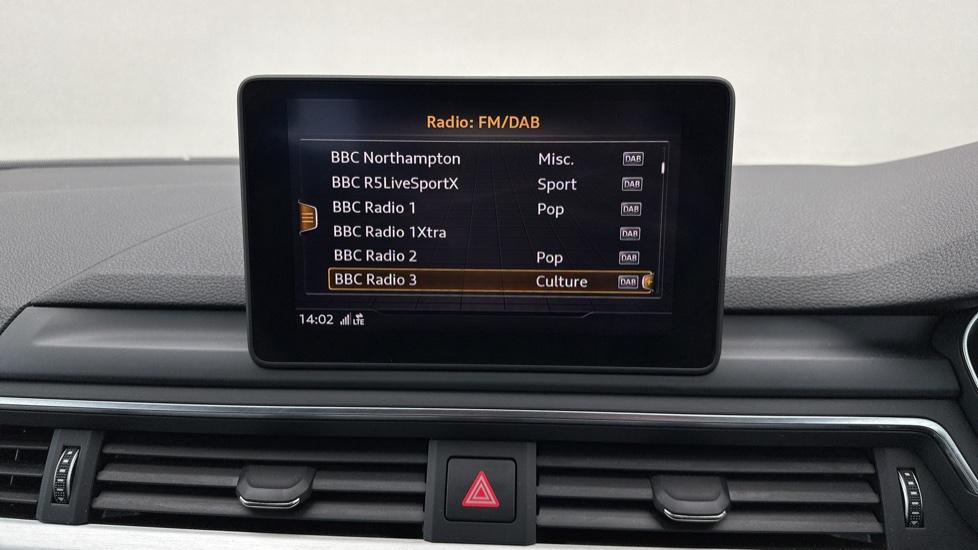 Radio: FM/DAB
BBC Northampton Misc. DAB
BBC R5LiveSportX Sport DAB
BBC Radio 1 Pop DAB
BBC Radio 1Xtra DAB
BBC Radio 2 Pop DAB
BBC Radio 3 Culture DAB
14:02 LTE